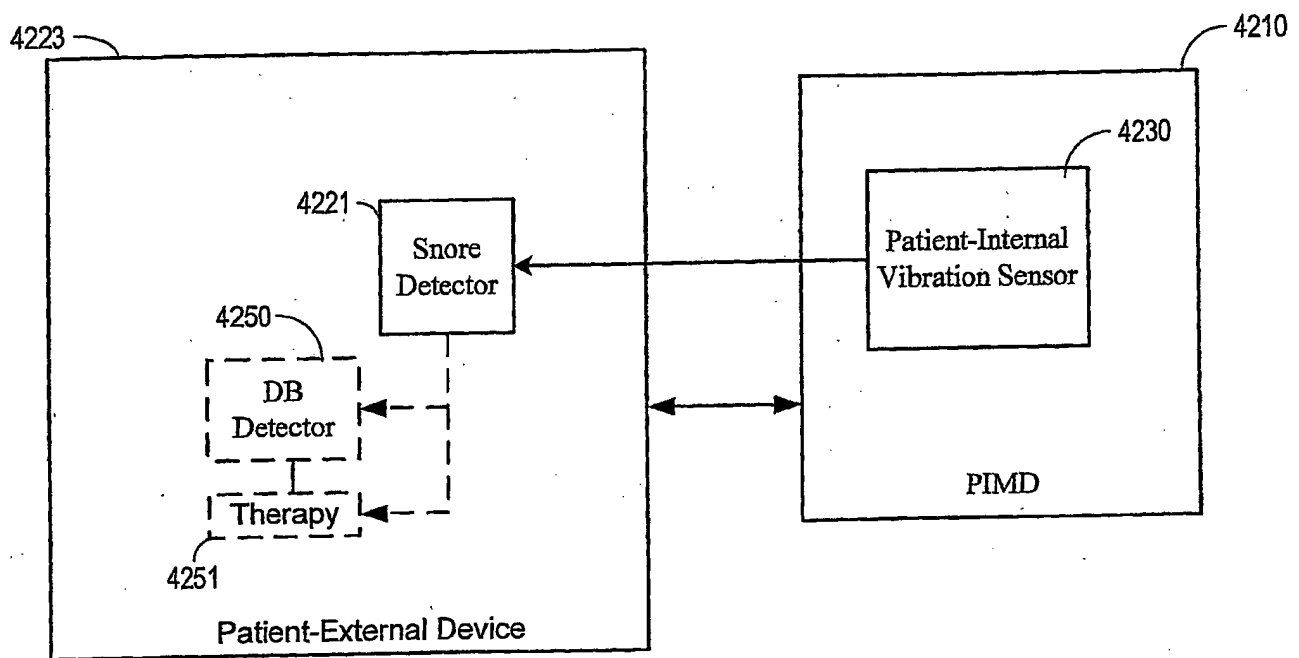 4223
4210
4230
4221
Snore
Detector
Patient-Internal
Vibration Sensor
4250
DB
Detector
Therapy
4251
PIMD
Patient-External Device